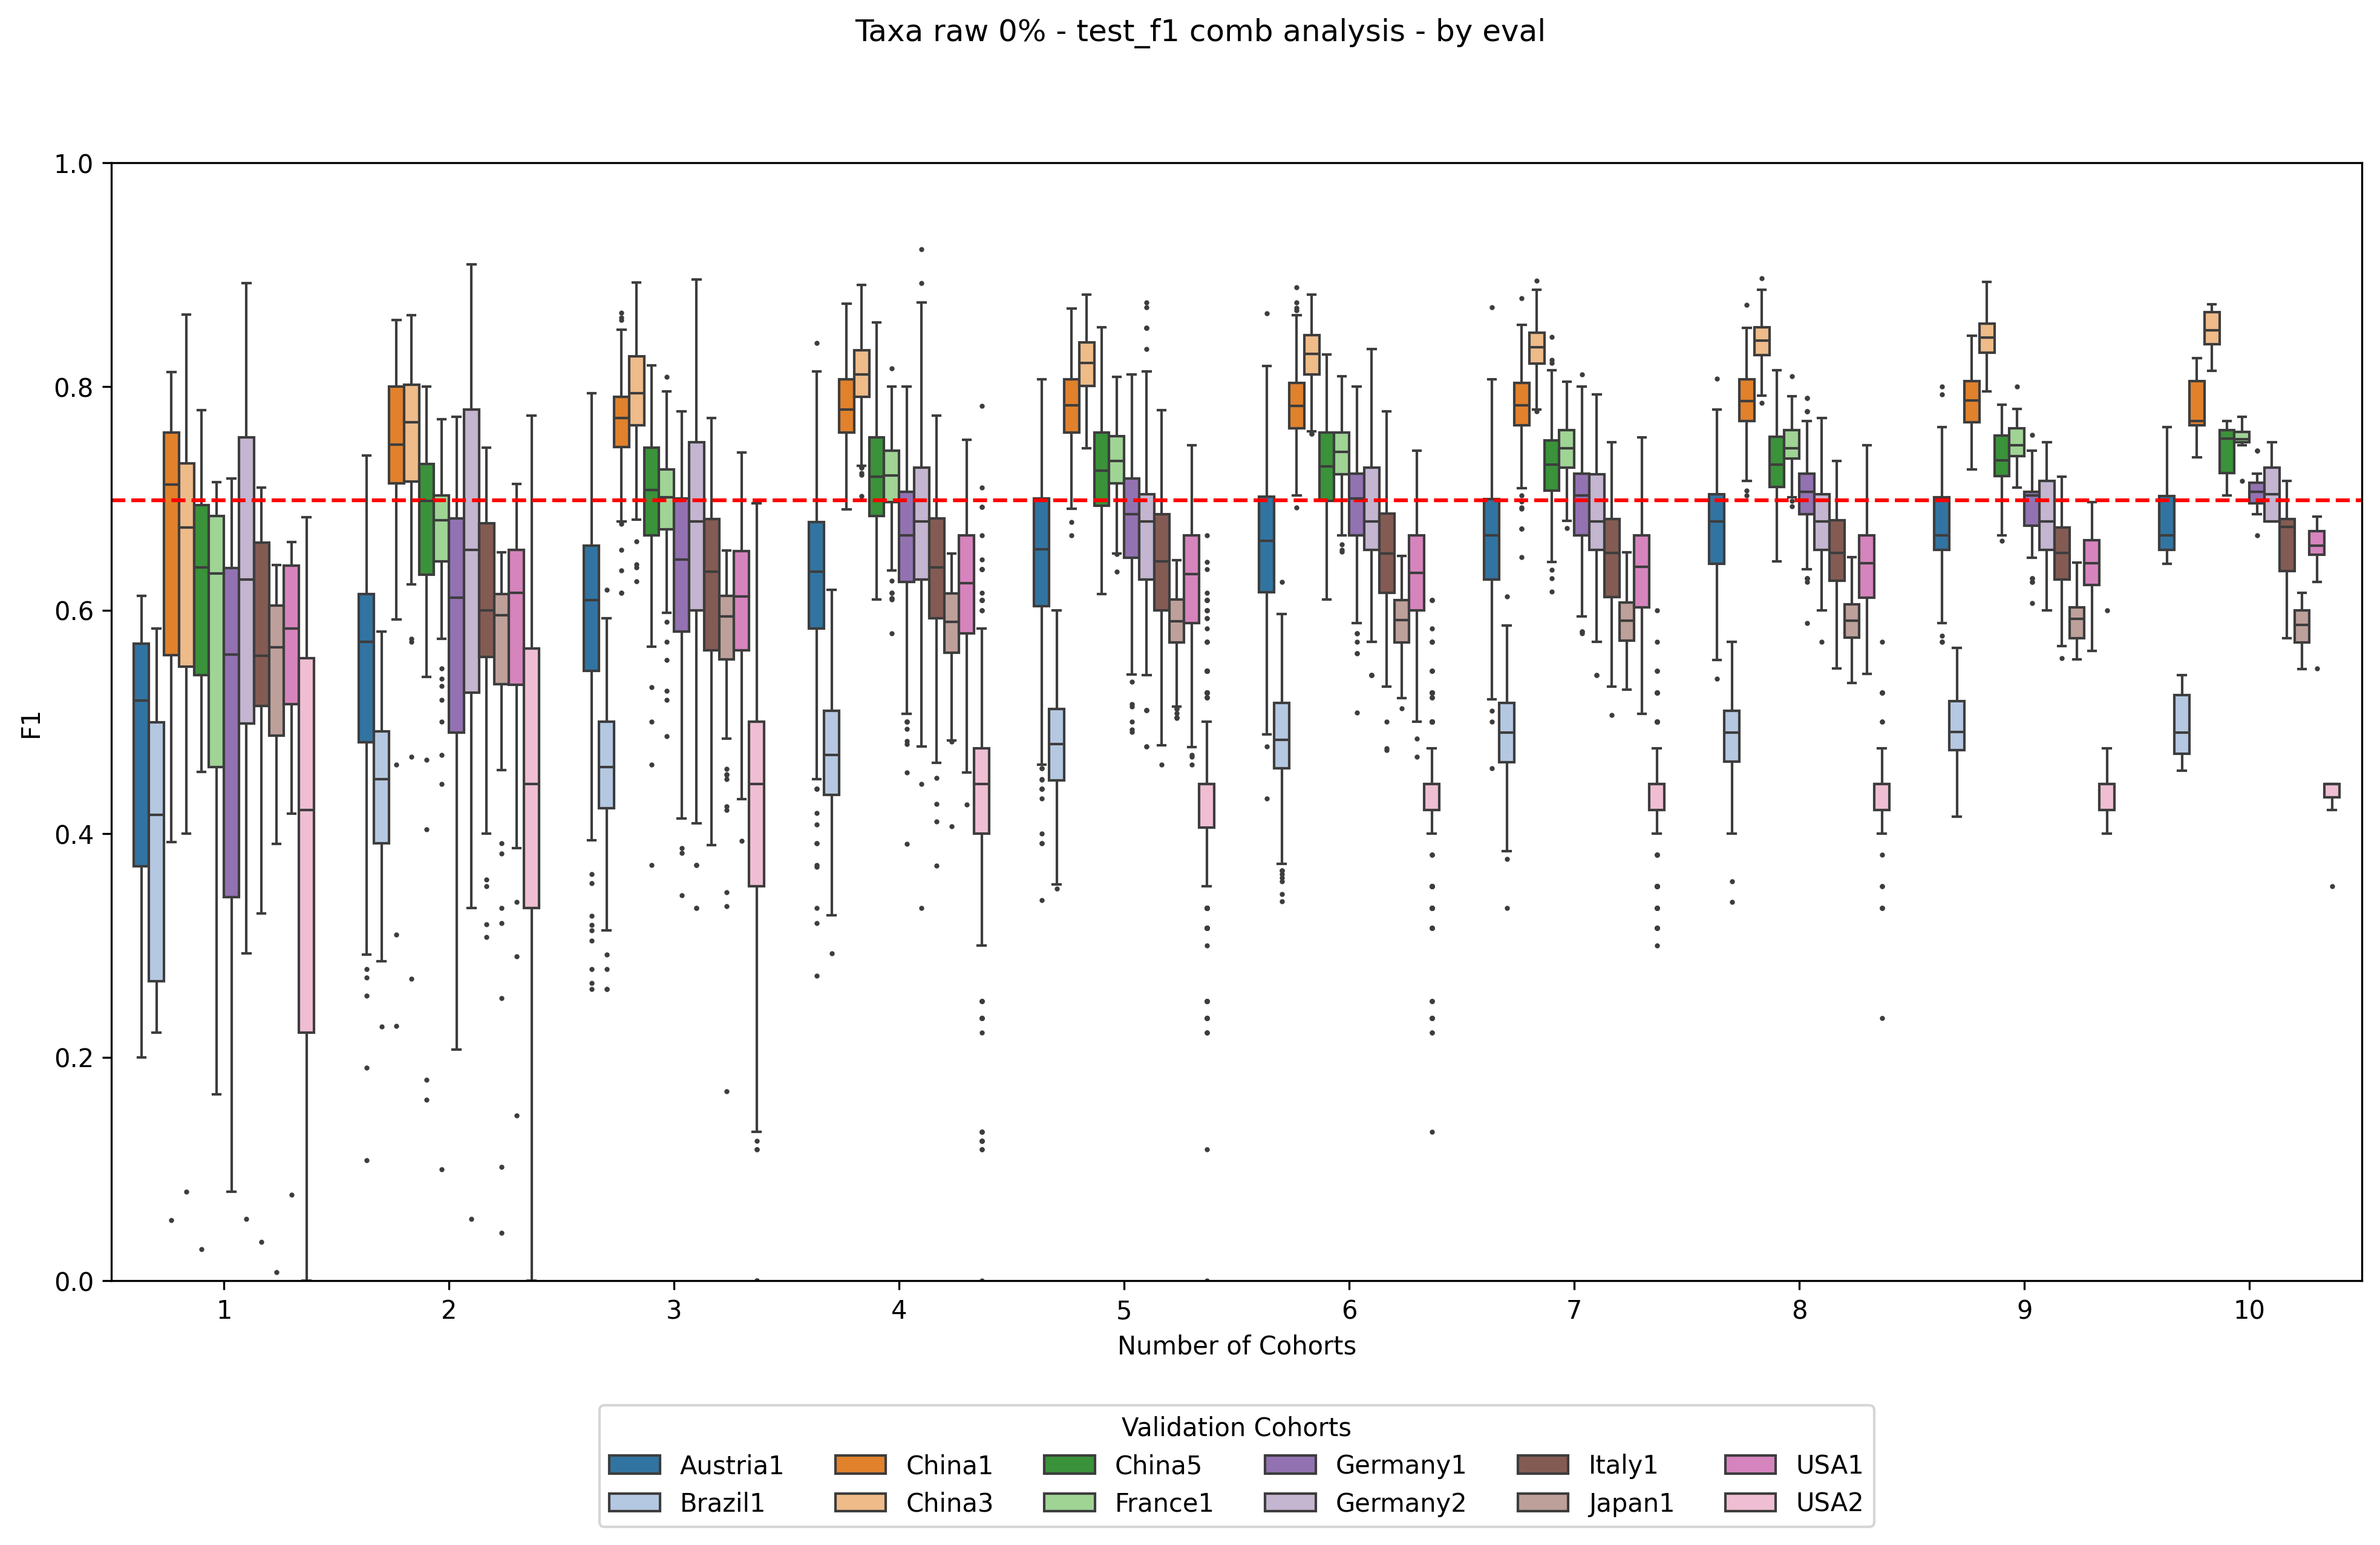 Taxa raw 0% - test_f1 comb analysis - by eval
1.0
0.8
0.6
0.4
0.2
0.0
F1
1 2 3 4 5 6 7 8 9 10
Number of Cohorts
Validation Cohorts
Austria1 China1 China5 Germany1 Italy1 USA1
Brazil1 China3 France1 Germany2 Japan1 USA2